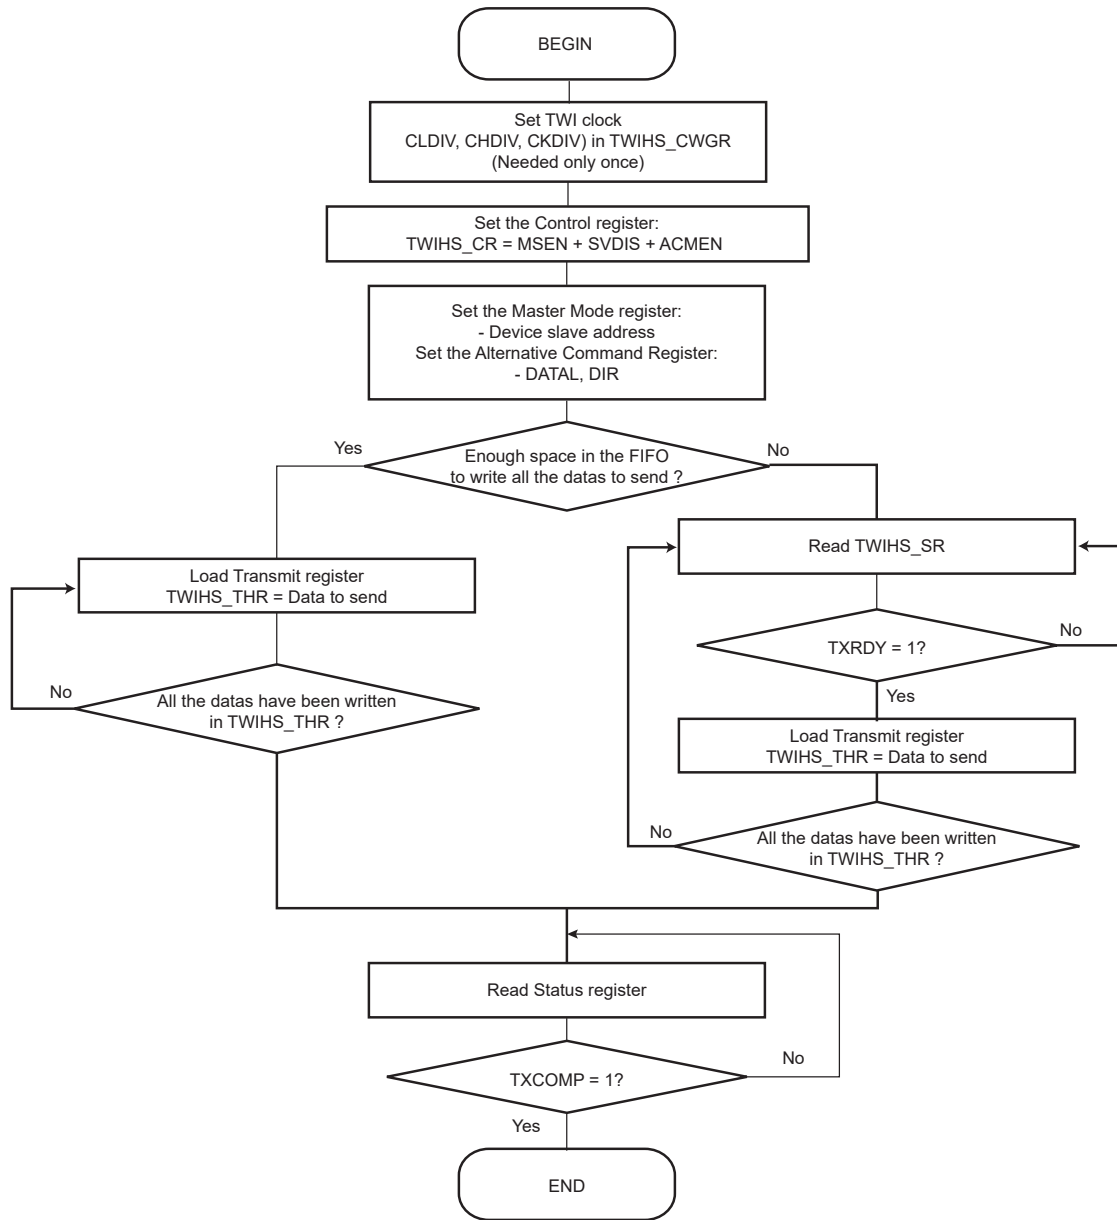 BEGIN
Set TWI clock
CLDIV, CHDIV, CKDIV) in TWIHS_CWGR
(Needed only once)
Set the Control register:
TWIHS_CR = MSEN + SVDIS + ACMEN
Set the Master Mode register:
- Device slave address
Set the Alternative Command Register:
- DATAL, DIR
Yes
Enough space in the FIFO
to write all the datas to send ?
No
Load Transmit register
TWIHS_THR = Data to send
No
All the datas have been written
in TWIHS_THR ?
Read TWIHS_SR
TXRDY = 1?
No
Yes
Load Transmit register
TWIHS_THR = Data to send
No
All the datas have been written
in TWIHS_THR ?
Read Status register
TXCOMP = 1?
No
Yes
END